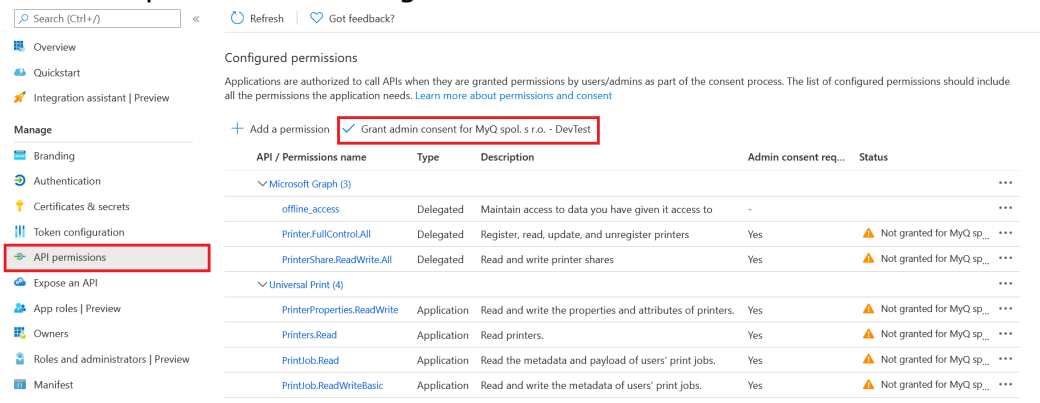 Search (Ctrl+/)
«
Refresh
Got feedback?
Overview
Quickstart
Integration assistant | Preview
Manage
Branding
Authentication
Certificates & secrets
Token configuration
API permissions
Expose an API
App roles | Preview
Owners
Roles and administrators | Preview
Manifest
Configured permissions
Applications are authorized to call APIs when they are granted permissions by users/admins as part of the consent process. The list of configured permissions should include
all the permissions the application needs. Learn more about permissions and consent
Add a permission Grant admin consent for MyQ spol. s r.o. - DevTest
API / Permissions name Type Description Admin consent req... Status
Microsoft Graph (3) ...
offline_access Delegated Maintain access to data you have given it access to - ...
Printer.FullControl.All Delegated Register, read, update, and unregister printers Yes Not granted for MyQ sp... ...
PrinterShare.ReadWrite.All Delegated Read and write printer shares Yes Not granted for MyQ sp... ...
Universal Print (4) ...
PrinterProperties.ReadWrite Application Read and write the properties and attributes of printers. Yes Not granted for MyQ sp... ...
Printers.Read Application Read printers. Yes Not granted for MyQ sp... ...
PrintJob.Read Application Read the metadata and payload of users' print jobs. Yes Not granted for MyQ sp... ...
PrintJob.ReadWriteBasic Application Read and write the metadata of users' print jobs. Yes Not granted for MyQ sp... ...